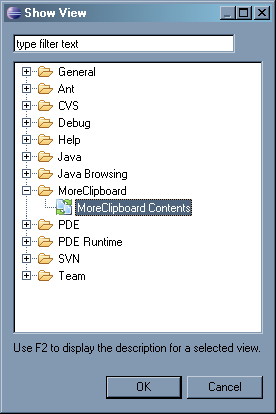 Show View
type filter text
General
Ant
CVS
Debug
Help
Java
Java Browsing
MoreClipboard
MoreClipboard Contents
PDE
PDE Runtime
SVN
Team
Use F2 to display the description for a selected view.
OK
Cancel